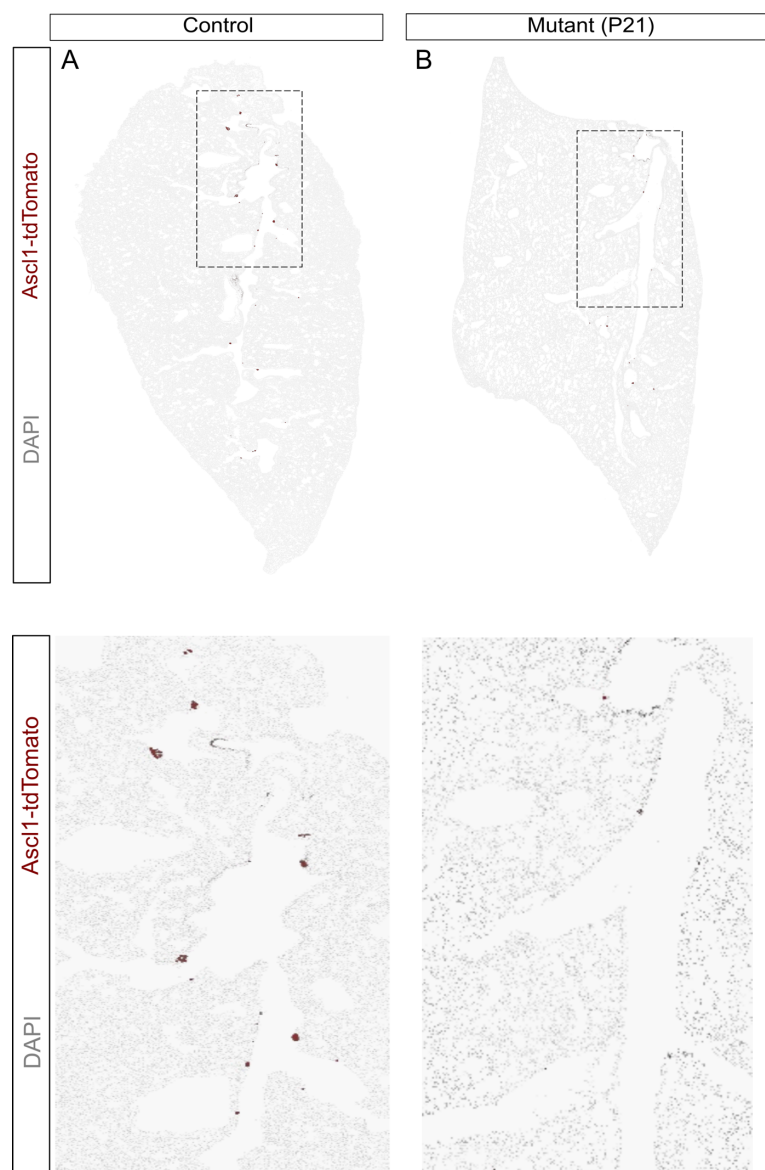 Control
Mutant (P21)
A
B
Ascl1-tdTomato
DAPI
Ascl1-tdTomato
DAPI